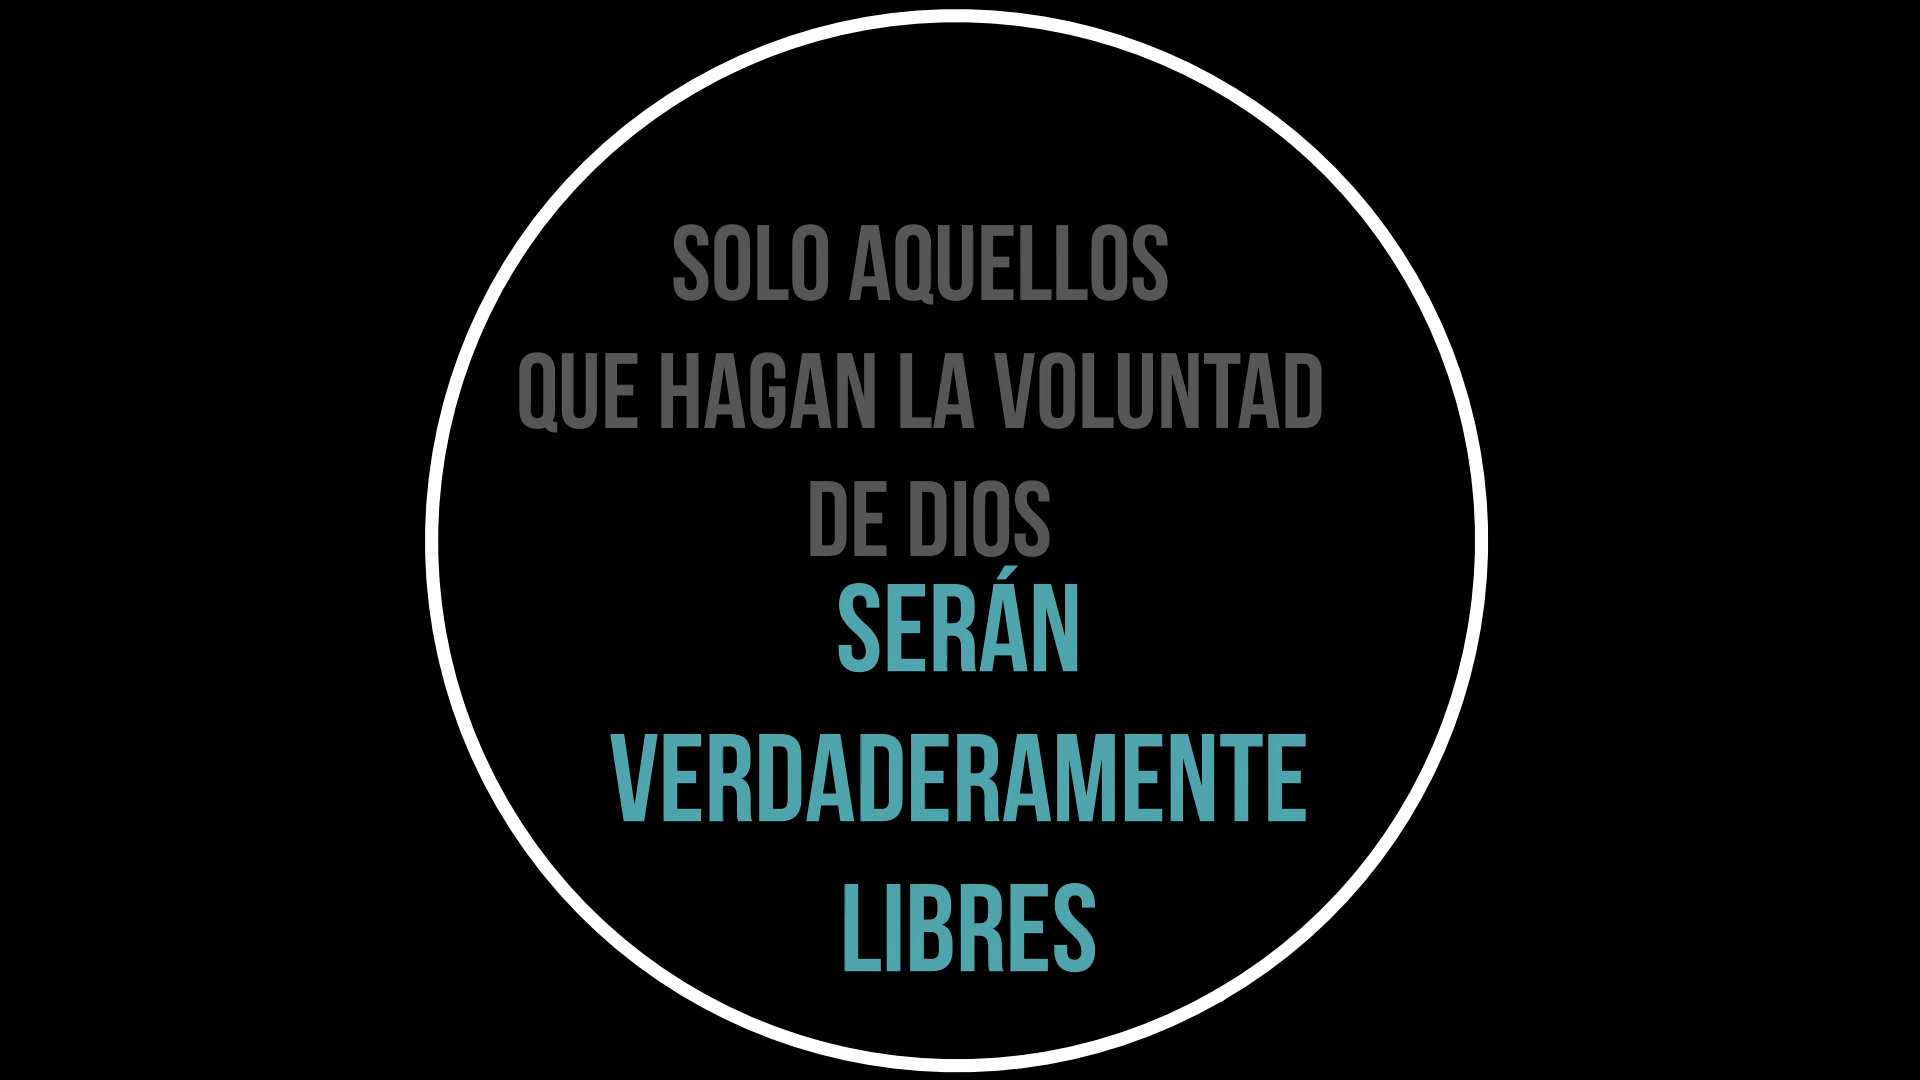 SOLO AQUELLOS
QUE HAGAN LA VOLUNTAD
DE DIOS
SERÁN
VERDADERAMENTE
LIBRES